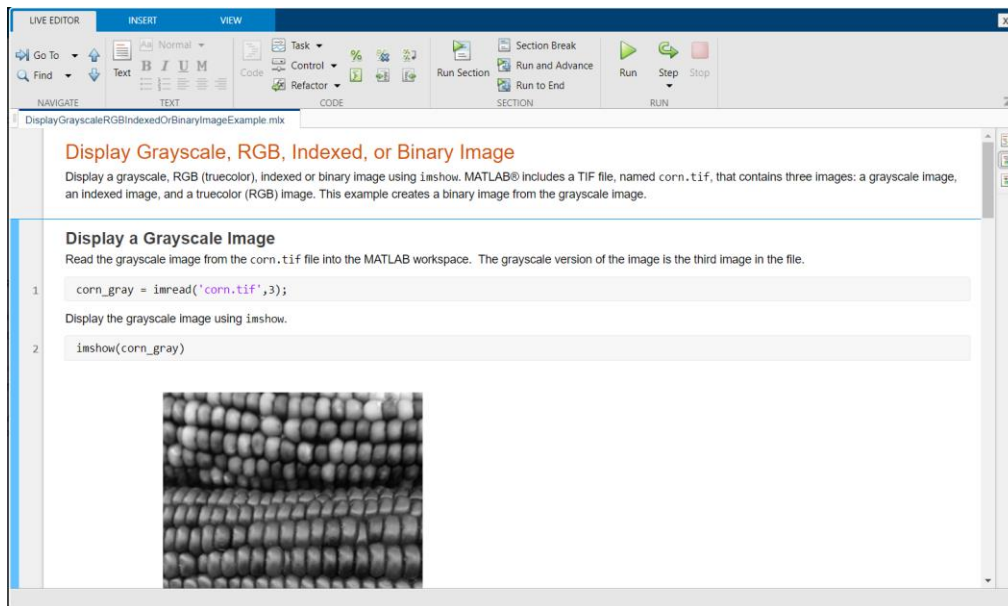 LIVE EDITOR INSERT VIEW
Go To
Find
NAVIGATE
Text
Aa Normal
B I U M
TEXT
Code
Task
Control
Refactor
CODE
Run Section
Section Break
Run and Advance
Run to End
SECTION
Run Step Stop
RUN
DisplayGrayscaleRGBIndexedOrBinaryImageExample.mlx
Display Grayscale, RGB, Indexed, or Binary Image
Display a grayscale, RGB (truecolor), indexed or binary image using imshow. MATLAB® includes a TIF file, named corn.tif, that contains three images: a grayscale image,
an indexed image, and a truecolor (RGB) image. This example creates a binary image from the grayscale image.
Display a Grayscale Image
Read the grayscale image from the corn.tif file into the MATLAB workspace. The grayscale version of the image is the third image in the file.
1 corn_gray = imread('corn.tif',3);
Display the grayscale image using imshow.
2 imshow(corn_gray)